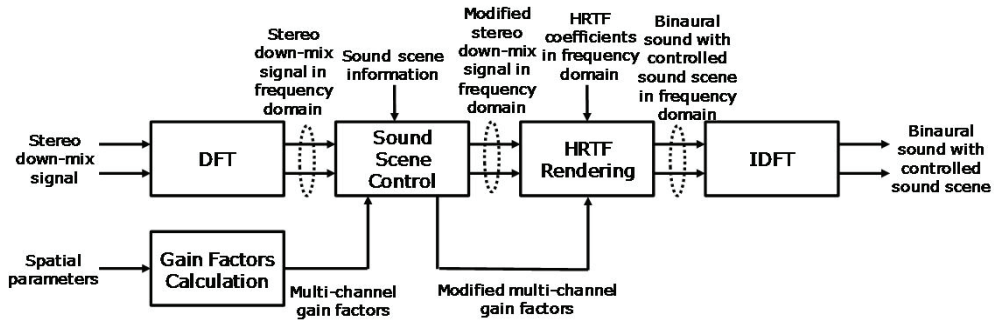 Stereo
down-mix
signal
DFT
Stereo
down-mix
signal in
frequency
domain
Sound scene
information
Sound
Scene
Control
Modified
stereo
down-mix
signal in
frequency
domain
HRTF
coefficients
in frequency
domain
HRTF
Rendering
Binaural
sound with
controlled
sound scene
in frequency
domain
IDFT
Binaural
sound with
controlled
sound scene
Spatial
parameters
Gain Factors
Calculation
Multi-channel
gain factors
Modified multi-channel
gain factors